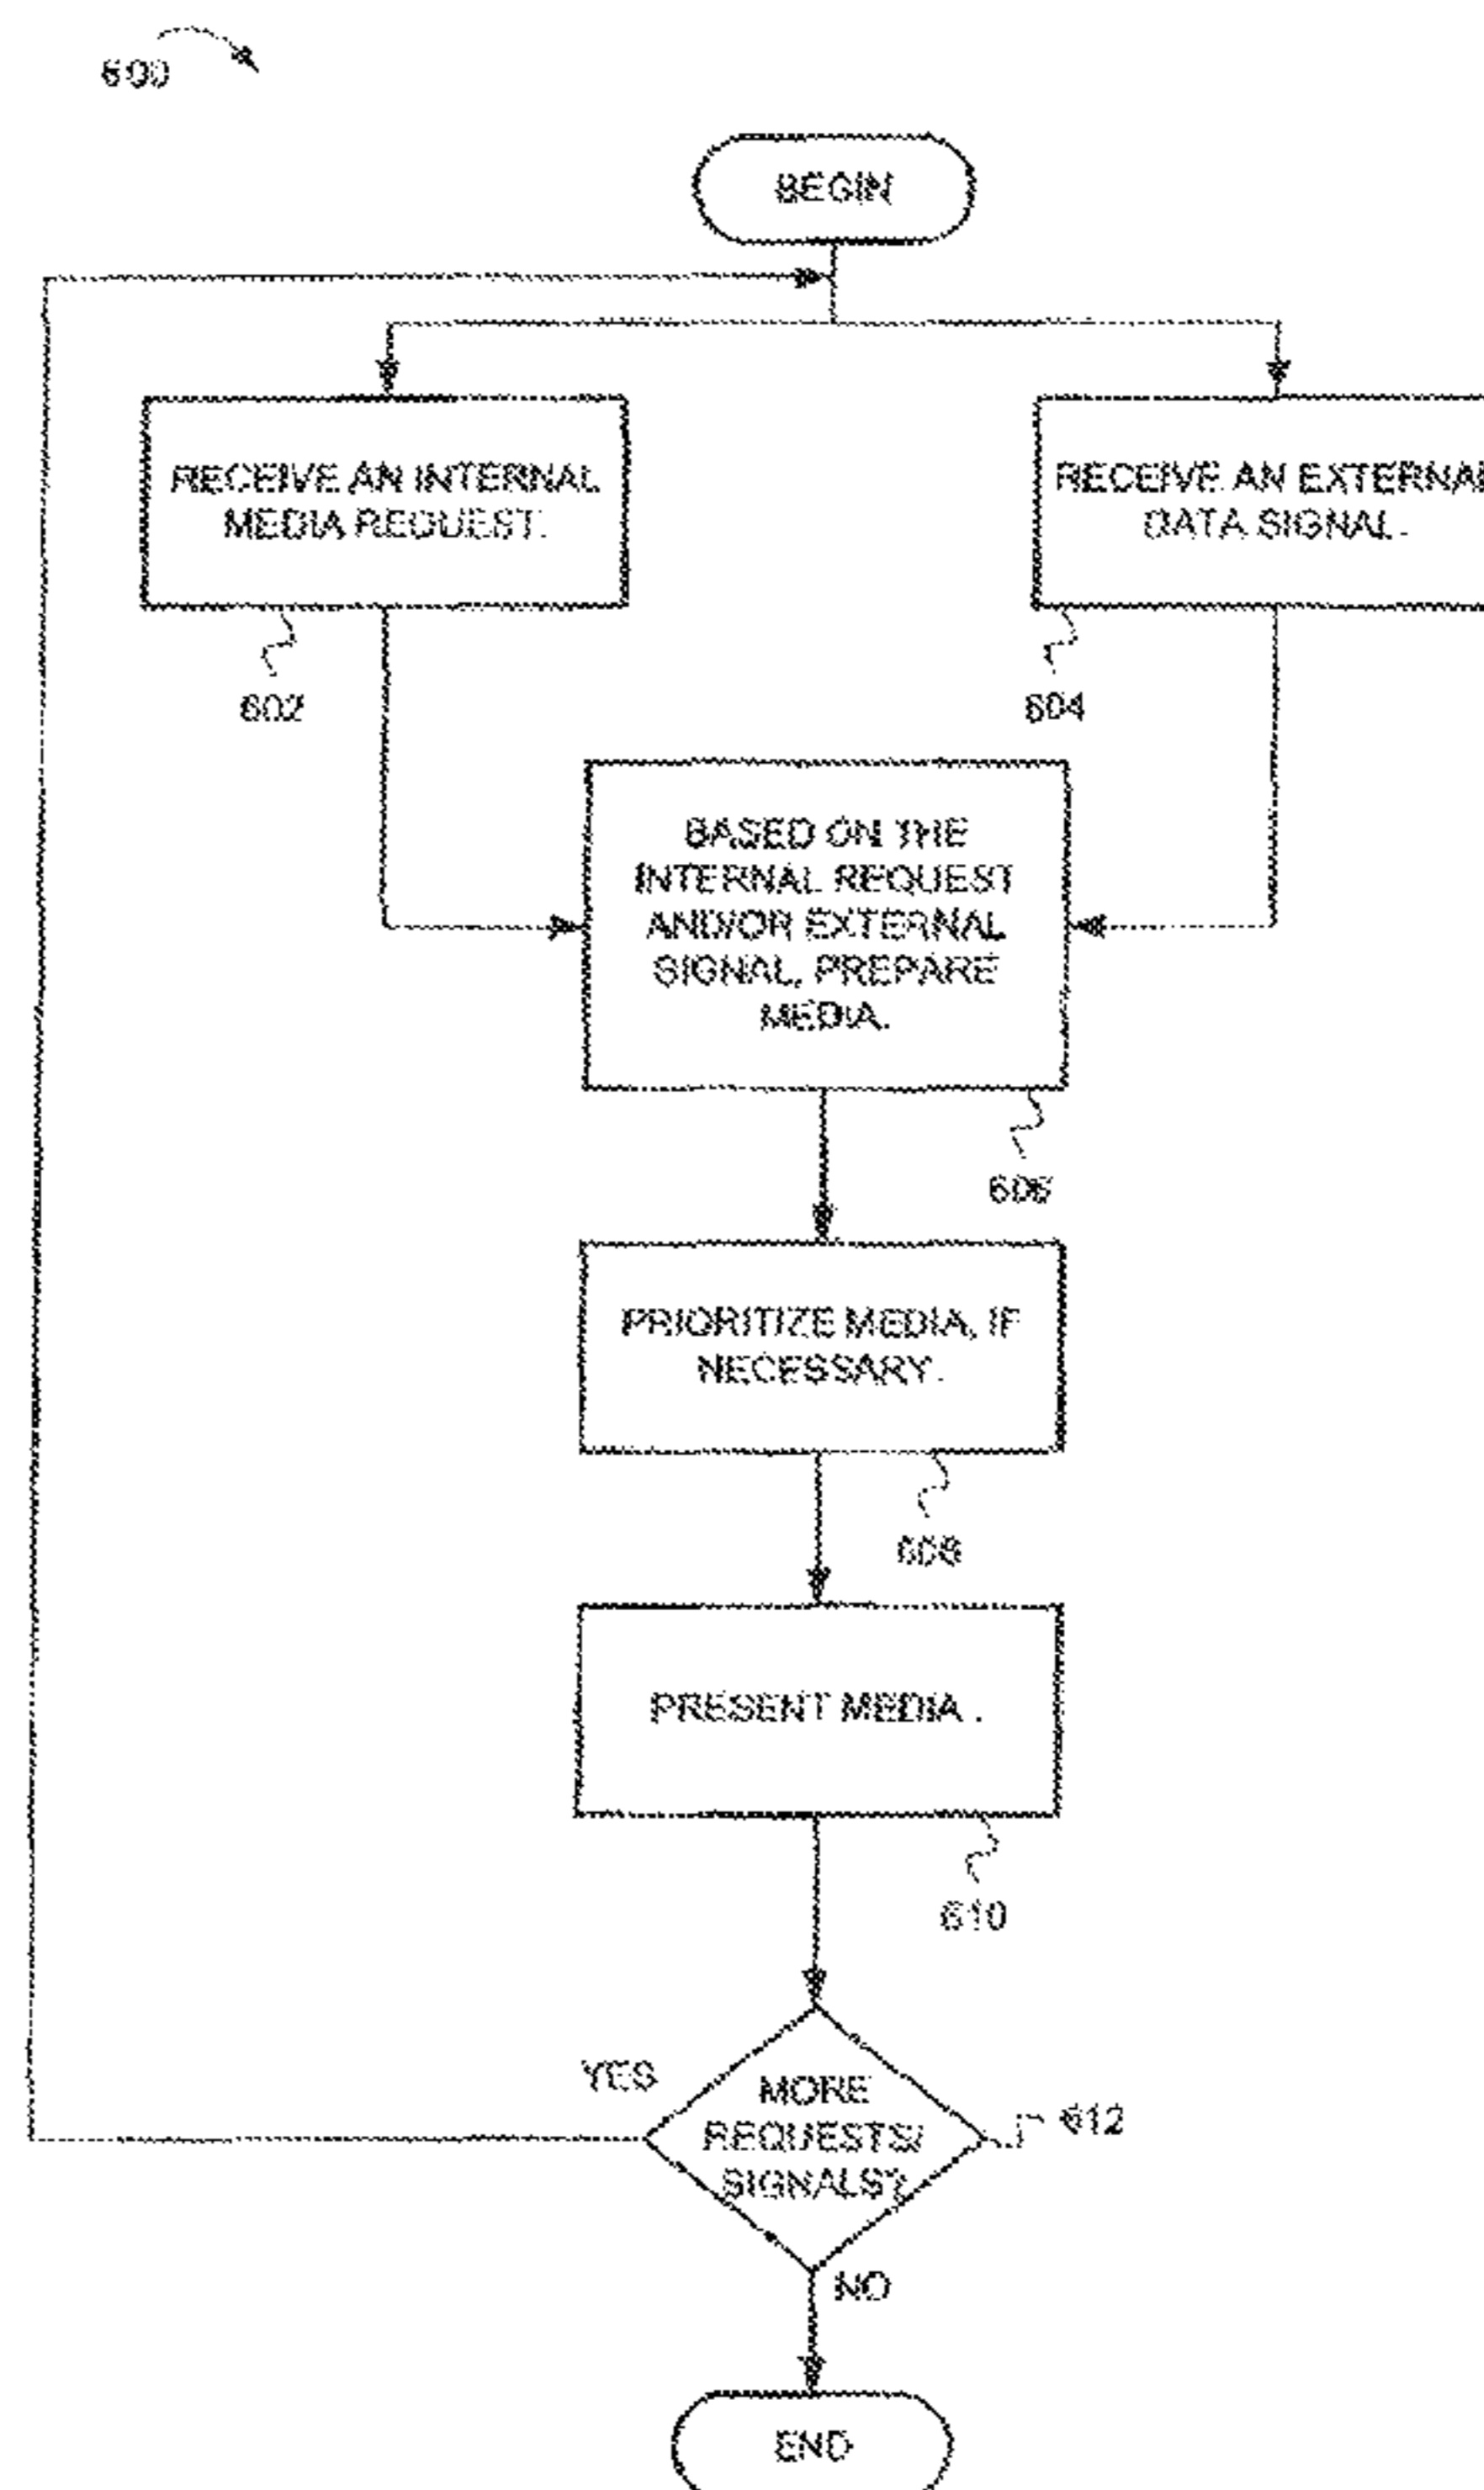 600
BEGIN
RECEIVE AN INTERNAL
MEDIA REQUEST.
602
RECEIVE AN EXTERNAL
DATA SIGNAL.
604
BASED ON THE
INTERNAL REQUEST
AND/OR EXTERNAL
SIGNAL, PREPARE
MEDIA.
606
PRIORITIZE MEDIA, IF
NECESSARY.
608
PRESENT MEDIA.
610
YES
MORE
REQUESTS/
SIGNALS?
612
NO
END